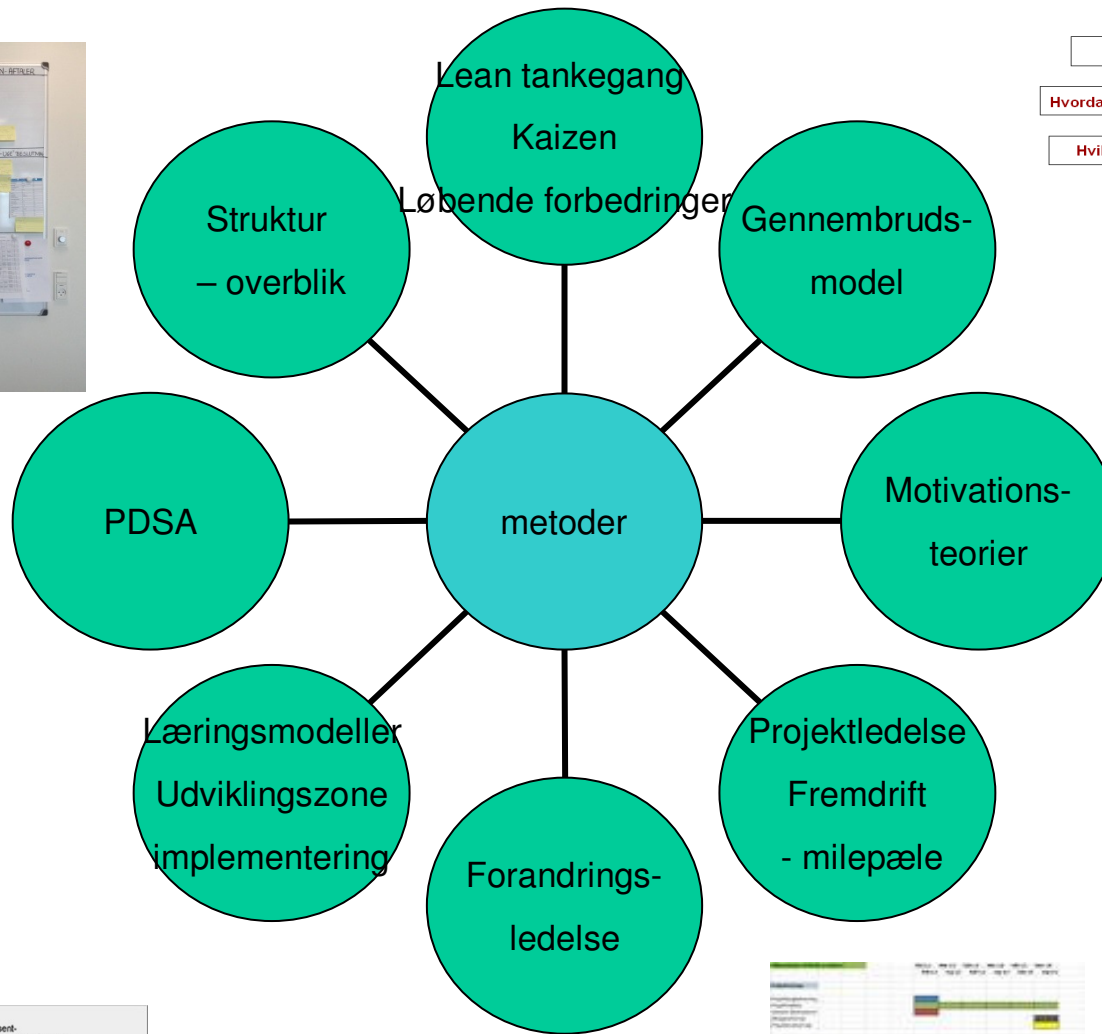 Lean tankegang
Kaizen
Løbende forbedringer
Struktur
– overblik
Gennembruds-
model
PDSA
metoder
Motivations-
teorier
Læringsmodeller
Udviklingszone
implementering
Projektledelse
Fremdrift
- milepæle
Forandrings-
ledelse